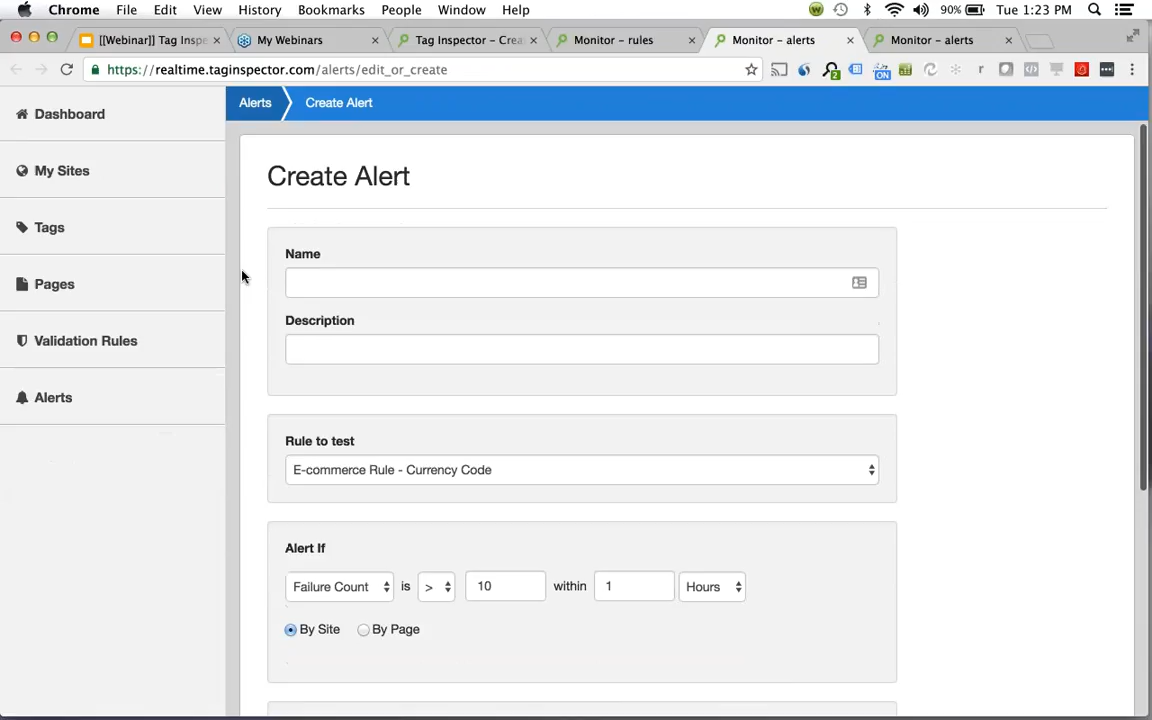 Chrome File Edit View History Bookmarks People Window Help 90% Tue 1:23 PM
[[Webinar]] Tag Inspe × My Webinars × Tag Inspector – Crea × Monitor – rules × Monitor – alerts × Monitor – alerts ×
https://realtime.taginspector.com/alerts/edit_or_create 2 ON r
Alerts Create Alert
Dashboard
My Sites
Tags
Pages
Validation Rules
Alerts
Create Alert
Name
Description
Rule to test
E-commerce Rule - Currency Code
Alert If
Failure Count is > 10 within 1 Hours
By Site By Page